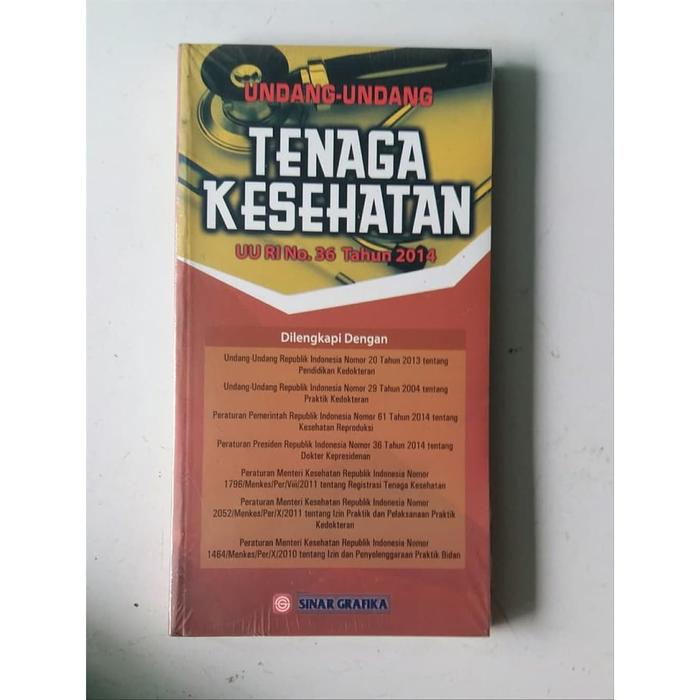 UNDANG-UNDANG
TENAGA
KESEHATAN
UU RI No. 36 Tahun 2014
Dilengkapi Dengan
Undang-Undang Republik Indonesia Nomor 20 Tahun 2013 tentang
Pendidikan Kedokteran
Undang-Undang Republik Indonesia Nomor 29 Tahun 2004 tentang
Praktik Kedokteran
Peraturan Pemerintah Republik Indonesia Nomor 61 Tahun 2014 tentang
Kesehatan Reproduksi
Peraturan Presiden Republik Indonesia Nomor 36 Tahun 2014 tentang
Dokter Kepresidenan
Peraturan Menteri Kesehatan Republik Indonesia Nomor
1796/Menkes/Per/Viii/2011 tentang Registrasi Tenaga Kesehatan
Peraturan Menteri Kesehatan Republik Indonesia Nomor
2052/Menkes/Per/X/2011 tentang Izin Praktik dan Pelaksanaan Praktik
Kedokteran
Peraturan Menteri Kesehatan Republik Indonesia Nomor
1464/Menkes/Per/X/2010 tentang Izin dan Penyelenggaraan Praktik Bidan
SINAR GRAFIKA